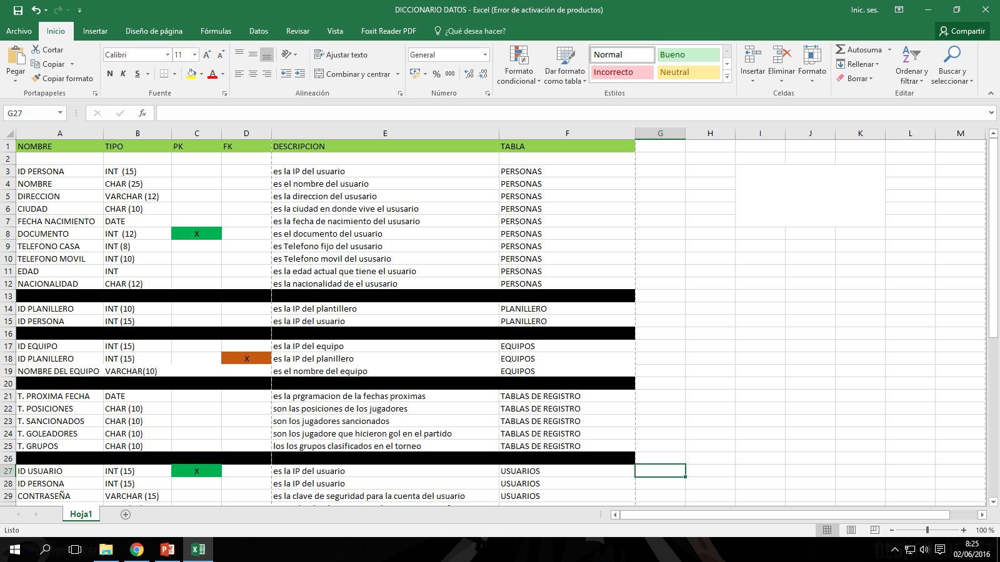 DICCIONARIO DATOS - Excel (Error de activación de productos)
Inic. ses.
Archivo Inicio Insertar Diseño de página Fórmulas Datos Revisar Vista Foxit Reader PDF ¿Qué desea hacer? Compartir
Pegar
Cortar
Copiar
Copiar formato
Portapapeles
Calibri 11
N K S
Fuente
Ajustar texto
Combinar y centrar
Alineación
General
% 000
Número
Formato condicional
Dar formato como tabla
Normal Bueno
Incorrecto Neutral
Estilos
Insertar Eliminar Formato
Celdas
Autosuma
Rellenar
Borrar
Ordenar y filtrar
Buscar y seleccionar
Editar
G27 fx
A B C D E F G H I J K L M
1 NOMBRE TIPO PK FK DESCRIPCION TABLA
2
3 ID PERSONA INT (15) es la IP del usuario PERSONAS
4 NOMBRE CHAR (25) es el nombre del usuario PERSONAS
5 DIRECCION VARCHAR (12) es la direccion del ususario PERSONAS
6 CIUDAD CHAR (10) es la ciudad en donde vive el ususario PERSONAS
7 FECHA NACIMIENTO DATE es la fecha de nacimiento del ususario PERSONAS
8 DOCUMENTO INT (12) X es el documento del usuario PERSONAS
9 TELEFONO CASA INT (8) es Telefono fijo del ususario PERSONAS
10 TELEFONO MOVIL INT (10) es Telefono movil del ususario PERSONAS
11 EDAD INT es la edad actual que tiene el usuario PERSONAS
12 NACIONALIDAD CHAR (12) es la nacionalidad de el ususario PERSONAS
13
14 ID PLANILLERO INT (10) es la IP del plantillero PLANILLERO
15 ID PERSONA INT (15) es la IP del usuario PLANILLERO
16
17 ID EQUIPO INT (15) es la IP del equipo EQUIPOS
18 ID PLANILLERO INT (15) X es la IP del planillero EQUIPOS
19 NOMBRE DEL EQUIPO VARCHAR(10) es el nombre del equipo EQUIPOS
20
21 T. PROXIMA FECHA DATE es la prgramacion de la fechas proximas TABLAS DE REGISTRO
22 T. POSICIONES CHAR (10) son las posiciones de los jugadores TABLAS DE REGISTRO
23 T. SANCIONADOS CHAR (10) son los jugadores sancionados TABLAS DE REGISTRO
24 T. GOLEADORES CHAR (10) son los jugadore que hicieron gol en el partido TABLAS DE REGISTRO
25 T. GRUPOS CHAR (10) los los grupos clasificados en el torneo TABLAS DE REGISTRO
26
27 ID USUARIO INT (15) X es la IP del usuario USUARIOS
28 ID PERSONA INT (15) es la IP del usuario USUARIOS
29 CONTRASEÑA VARCHAR (15) es la clave de seguridad para la cuenta del usuario USUARIOS
Hoja1
Listo
100 %
8:25
02/06/2016